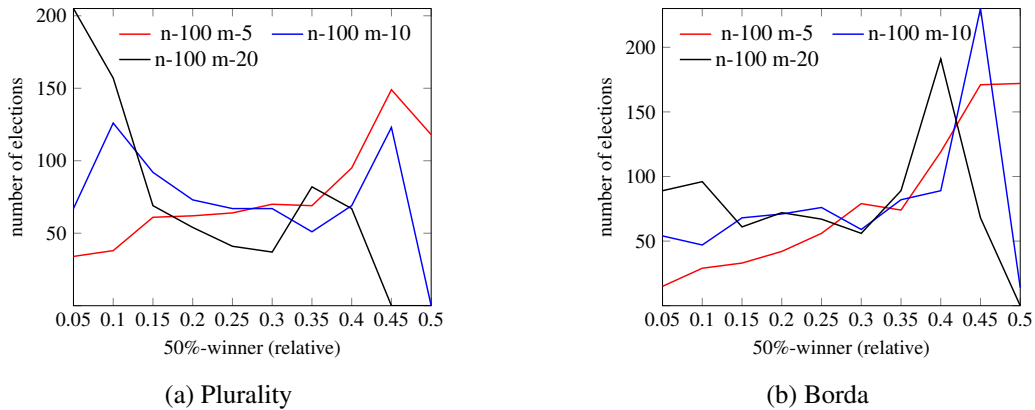 200
150
100
50
number of elections
n-100 m-5
n-100 m-10
n-100 m-20
0.05 0.1 0.15 0.2 0.25 0.3 0.35 0.4 0.45 0.5
50%-winner (relative)
(a) Plurality
200
150
100
50
number of elections
n-100 m-5
n-100 m-10
n-100 m-20
0.05 0.1 0.15 0.2 0.25 0.3 0.35 0.4 0.45 0.5
50%-winner (relative)
(b) Borda